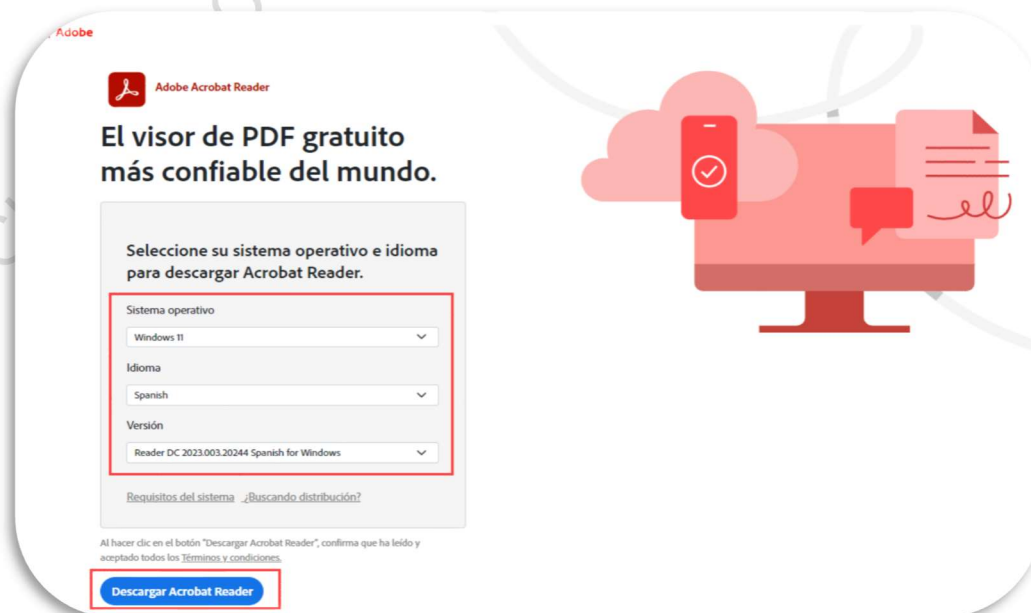 Adobe
Adobe Acrobat Reader
El visor de PDF gratuito
más confiable del mundo.
Seleccione su sistema operativo e idioma
para descargar Acrobat Reader.
Sistema operativo
Windows 11
Idioma
Spanish
Versión
Reader DC 2023.003.20244 Spanish for Windows
Requisitos del sistema ¿Buscando distribución?
Al hacer clic en el botón "Descargar Acrobat Reader", confirma que ha leído y
aceptado todos los Términos y condiciones.
Descargar Acrobat Reader